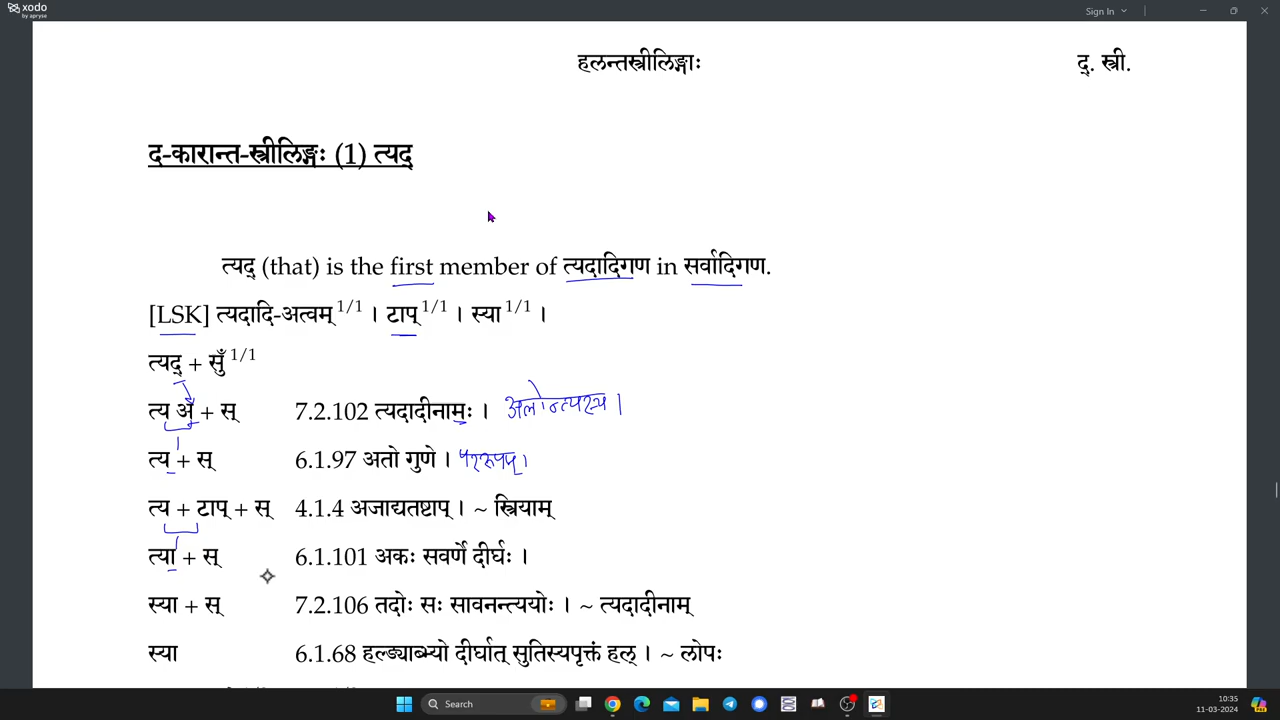 xodo
by apryse
Sign In
हलन्तस्त्रीलिङ्गाः द्. स्त्री.
द-कारान्त-स्त्रीलिङ्गः (1) त्यद्
त्यद् (that) is the first member of त्यदादिगण in सर्वादिगण.
[LSK] त्यदादि-अत्वम् 1/1 । टाप् 1/1 । स्या 1/1 ।
त्यद् + सुँ 1/1
त्य अ + स् 7.2.102 त्यदादीनामः । अलोन्त्यस्य ।
त्य + स् 6.1.97 अतो गुणे । पररूपम् ।
त्य + टाप् + स् 4.1.4 अजाद्यतष्टाप् । ~ स्त्रियाम्
त्या + स् 6.1.101 अकः सवर्णे दीर्घः ।
स्या + स् 7.2.106 तदोः सः सावनन्त्ययोः । ~ त्यदादीनाम्
स्या 6.1.68 हल्ङ्याब्भ्यो दीर्घात् सुतिस्यपृक्तं हल् । ~ लोपः
Search
10:35
11-03-2024